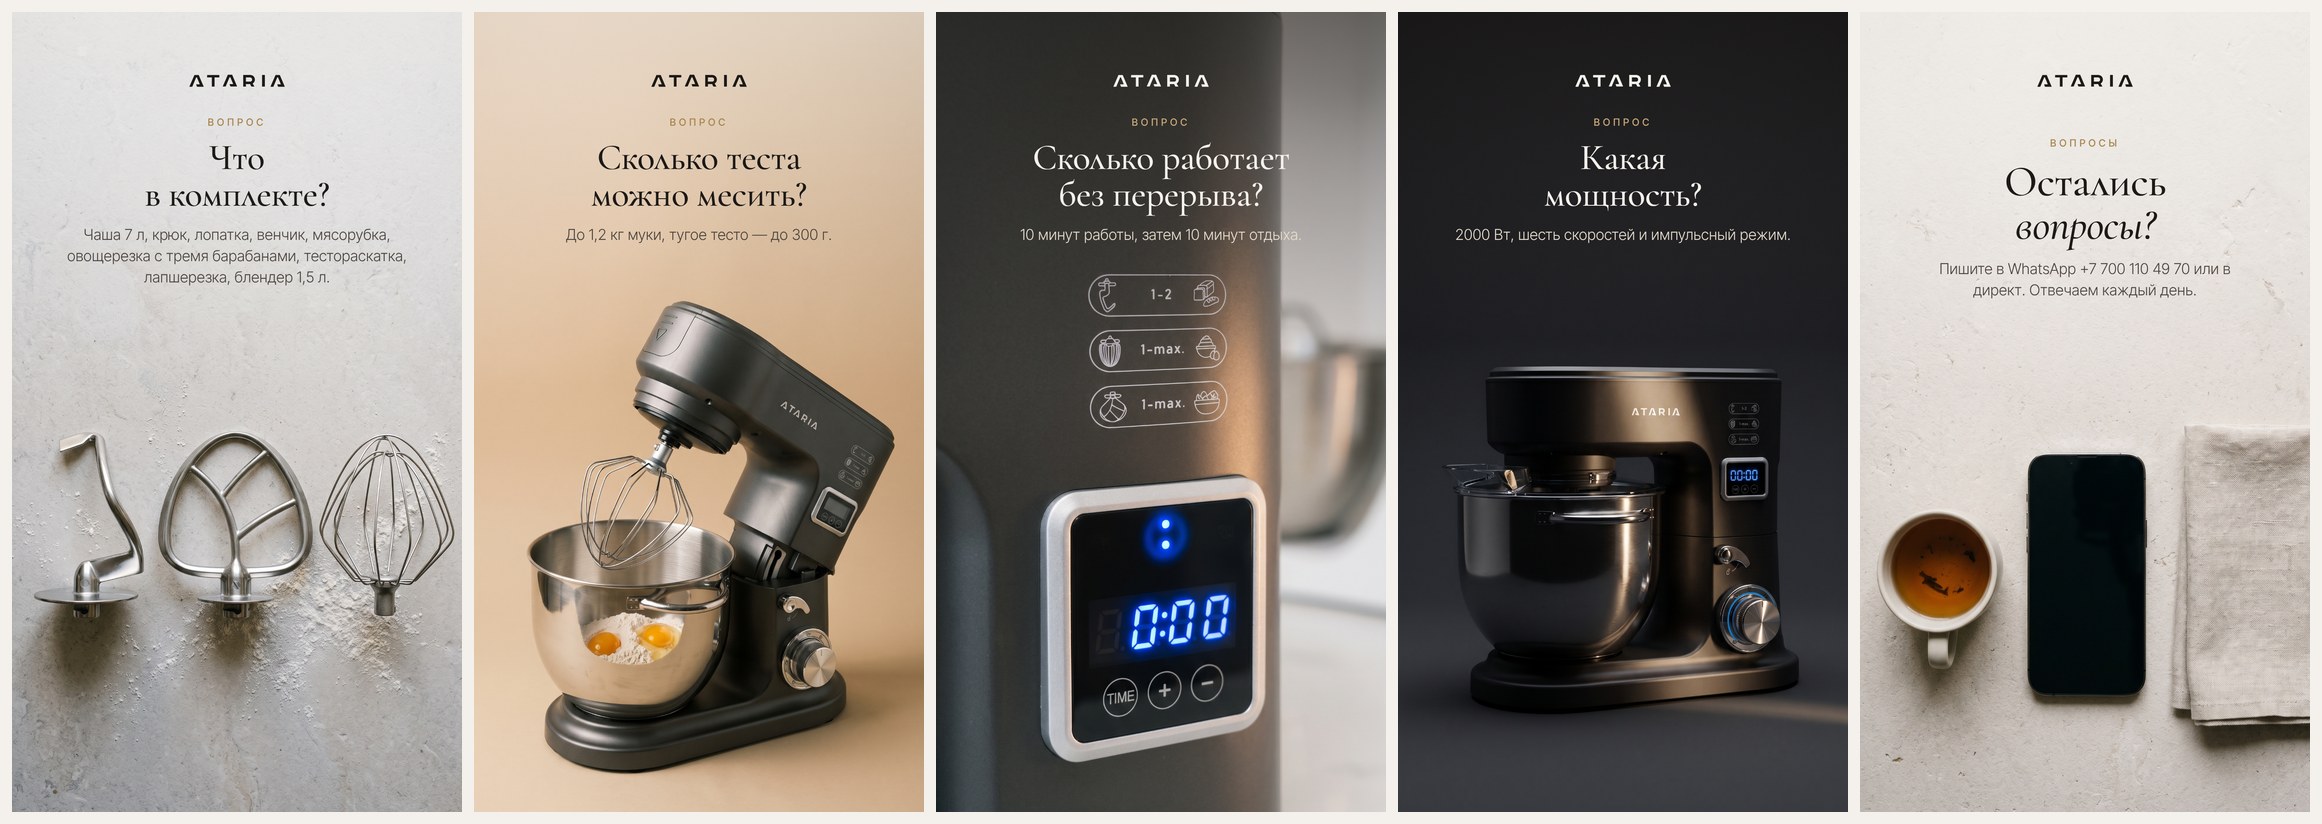 ATARIA
ВОПРОС
Что
в комплекте?
Чаша 7 л, крюк, лопатка, венчик, мясорубка,
овощерезка с тремя барабанами, тестораскатка,
лапшерезка, блендер 1,5 л.
ATARIA
ВОПРОС
Сколько теста
можно месить?
До 1,2 кг муки, тугое тесто — до 300 г.
ATARIA
ATARIA
ВОПРОС
Сколько работает
без перерыва?
10 минут работы, затем 10 минут отдыха.
1-2
1-max.
1-max.
0:00
TIME + −
ATARIA
ВОПРОС
Какая
мощность?
2000 Вт, шесть скоростей и импульсный режим.
ATARIA
00:00
ATARIA
ВОПРОСЫ
Остались
вопросы?
Пишите в WhatsApp +7 700 110 49 70 или в
директ. Отвечаем каждый день.